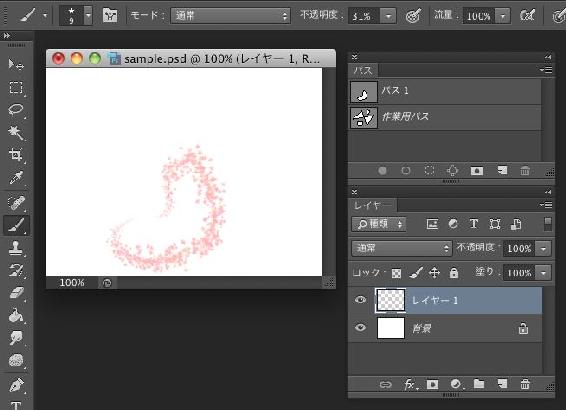 9 モード： 通常 不透明度： 31% 流量： 100%
sample.psd @ 100% (レイヤー 1, R...
100%
パス
パス 1
作業用パス
レイヤー
種類
通常 不透明度： 100%
ロック： 塗り： 100%
レイヤー 1
背景
fx